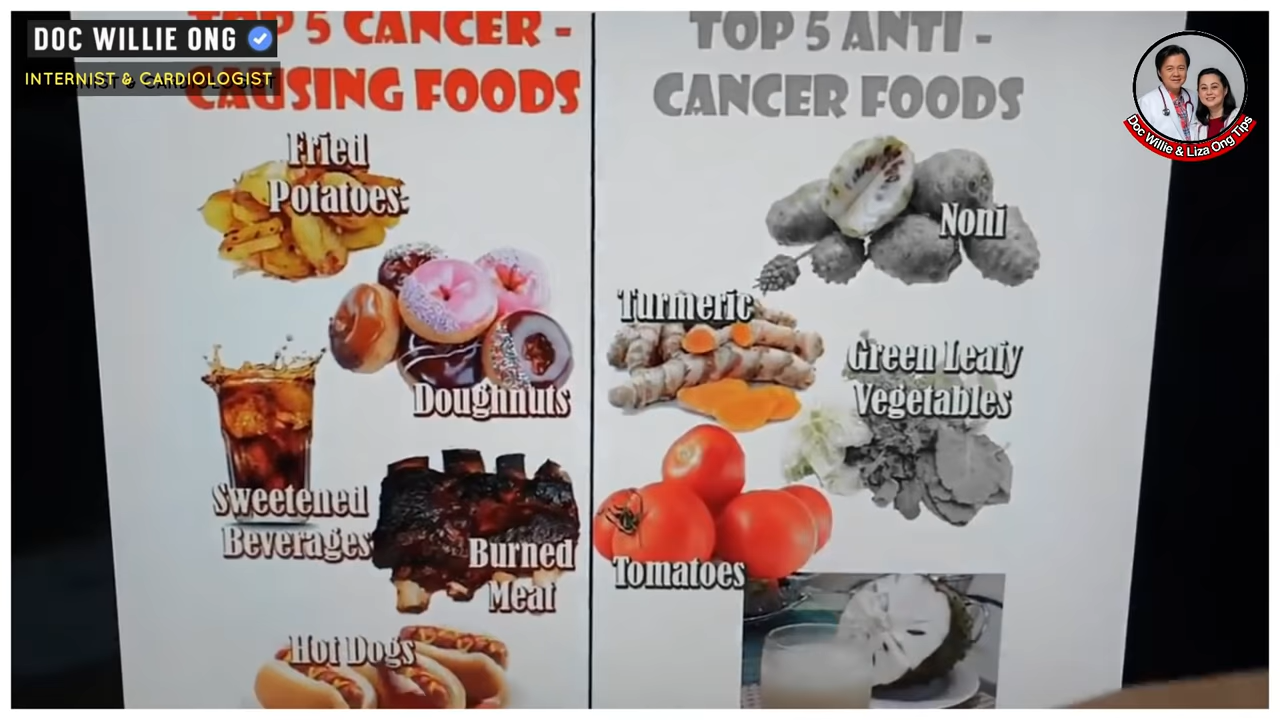 DOC WILLIE ONG
INTERNIST & CARDIOLOGIST
TOP 5 CANCER -
CAUSING FOODS
Fried
Potatoes
Doughnuts
Sweetened
Beverages
Burned
Meat
Hot Dogs
TOP 5 ANTI -
CANCER FOODS
Noni
Turmeric
Green Leafy
Vegetables
Tomatoes
Doc Willie & Liza Ong Tips